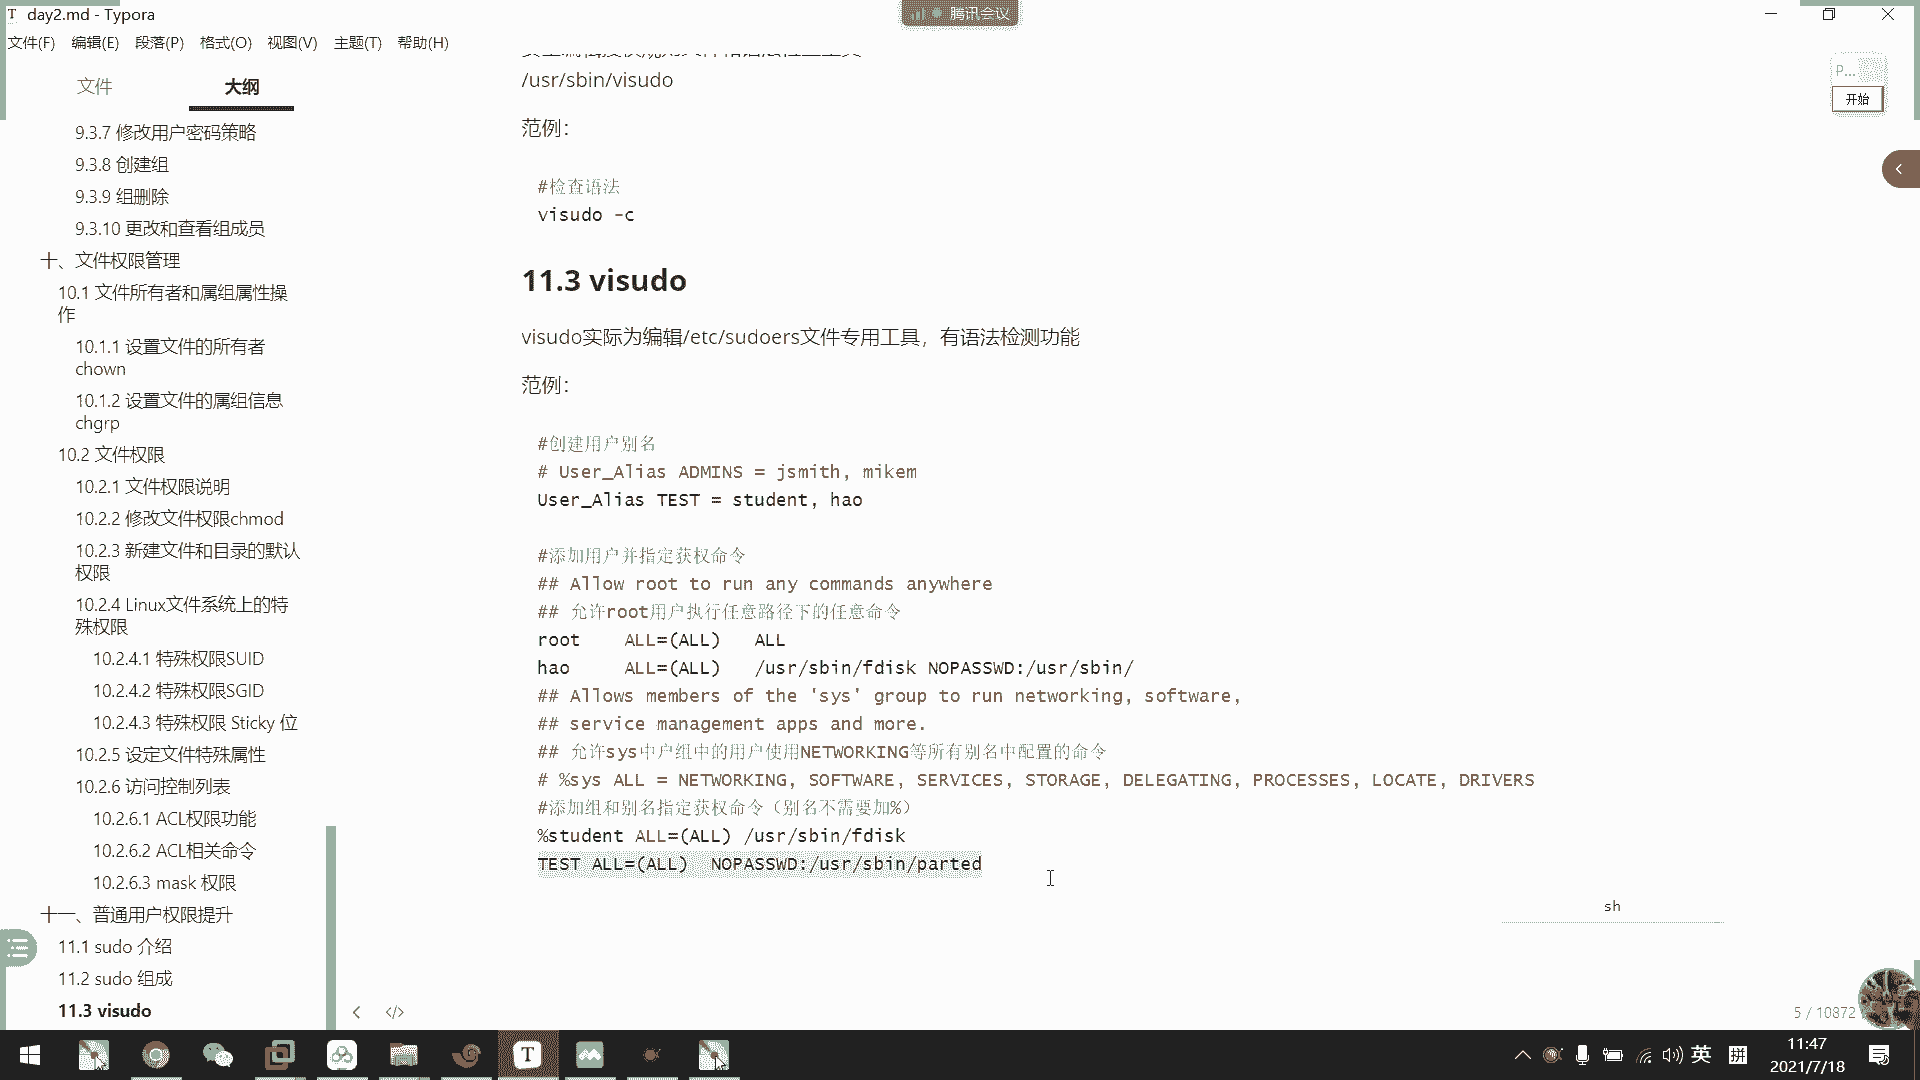 day2.md - Typora
腾讯会议
文件(F) 编辑(E) 段落(P) 格式(O) 视图(V) 主题(T) 帮助(H)
文件 大纲
9.3.7 修改用户密码策略
9.3.8 创建组
9.3.9 组删除
9.3.10 更改和查看组成员
十、文件权限管理
10.1 文件所有者和属组属性操
作
10.1.1 设置文件的所有者
chown
10.1.2 设置文件的属组信息
chgrp
10.2 文件权限
10.2.1 文件权限说明
10.2.2 修改文件权限chmod
10.2.3 新建文件和目录的默认
权限
10.2.4 Linux文件系统上的特
殊权限
10.2.4.1 特殊权限SUID
10.2.4.2 特殊权限SGID
10.2.4.3 特殊权限 Sticky 位
10.2.5 设定文件特殊属性
10.2.6 访问控制列表
10.2.6.1 ACL权限功能
10.2.6.2 ACL相关命令
10.2.6.3 mask 权限
十一、普通用户权限提升
11.1 sudo 介绍
11.2 sudo 组成
11.3 visudo
/usr/sbin/visudo
范例：
#检查语法
visudo -c
11.3 visudo
visudo实际为编辑/etc/sudoers文件专用工具，有语法检测功能
范例：
#创建用户别名
# User_Alias ADMINS = jsmith, mikem
User_Alias TEST = student, hao
#添加用户并指定获权命令
## Allow root to run any commands anywhere
## 允许root用户执行任意路径下的任意命令
root ALL=(ALL) ALL
hao ALL=(ALL) /usr/sbin/fdisk NOPASSWD:/usr/sbin/
## Allows members of the 'sys' group to run networking, software,
## service management apps and more.
## 允许sys中户组中的用户使用NETWORKING等所有别名中配置的命令
# %sys ALL = NETWORKING, SOFTWARE, SERVICES, STORAGE, DELEGATING, PROCESSES, LOCATE, DRIVERS
#添加组和别名指定获权命令（别名不需要加%）
%student ALL=(ALL) /usr/sbin/fdisk
TEST ALL=(ALL) NOPASSWD:/usr/sbin/parted
sh
P...
开始
5 / 10872
英
拼
11:47
2021/7/18